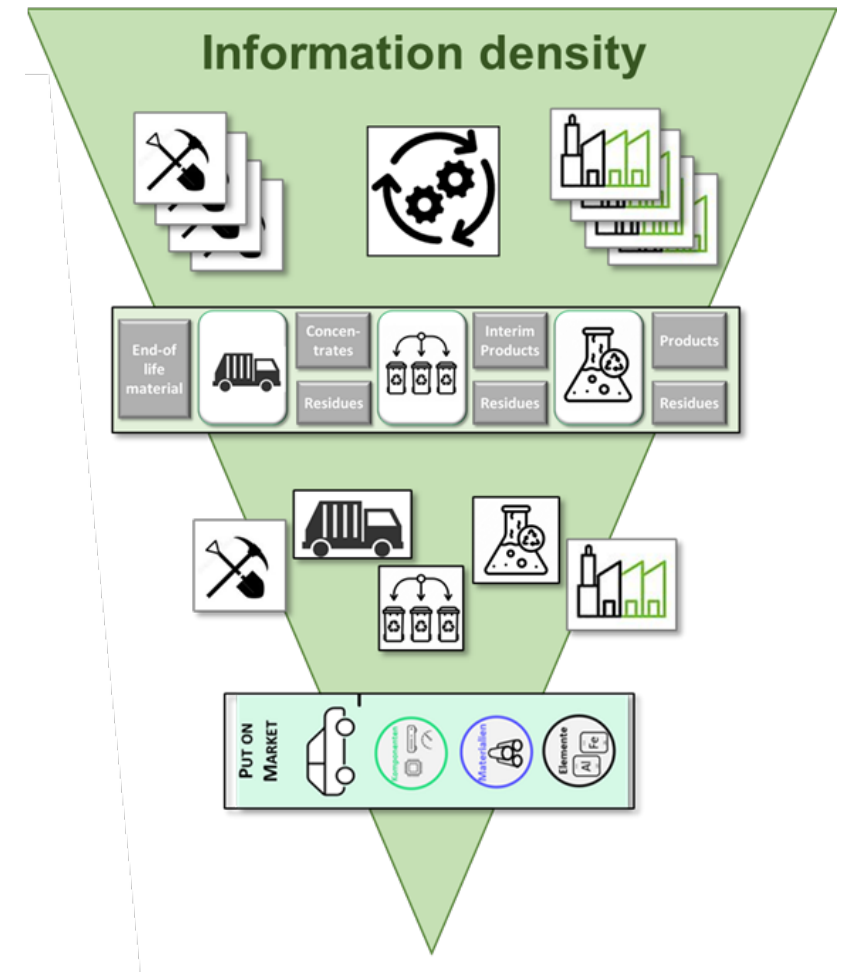 Information density
End-of
life
material
Concen-
trates
Residues
Interim
Products
Residues
Products
Residues
PUT ON
MARKET
Komponenten
Materialien
Elemente
Al
Fe